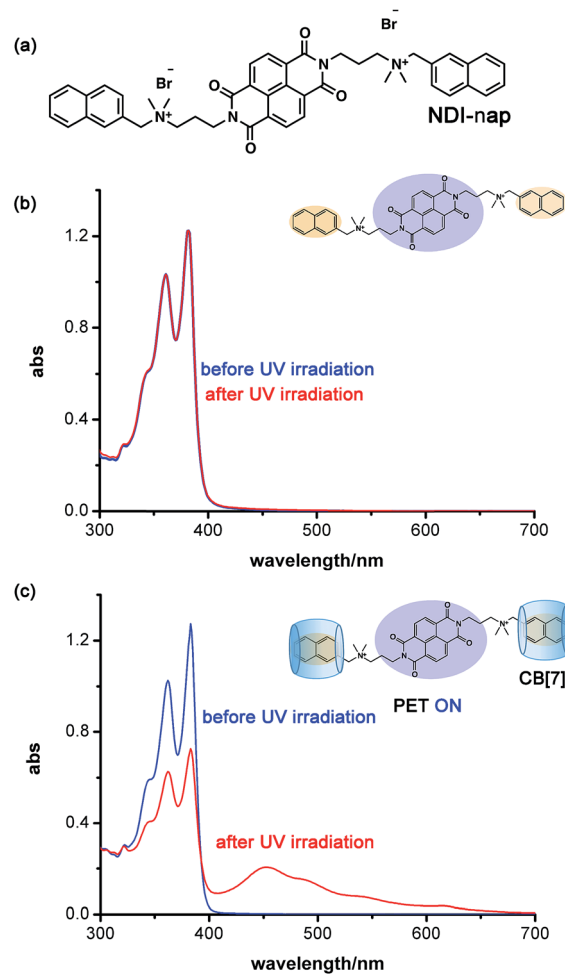 (a)
Br⁻
Br⁻
O
O
N
N⁺
N⁺
N
O
O
NDI-nap
(b)
O
O
N
N⁺
N⁺
N
O
O
before UV irradiation
after UV irradiation
abs
1.2
0.8
0.4
0.0
300
400
500
600
700
wavelength/nm
(c)
O
O
N
N⁺
N⁺
N
O
O
CB[7]
PET ON
before UV irradiation
after UV irradiation
abs
1.2
0.8
0.4
0.0
300
400
500
600
700
wavelength/nm